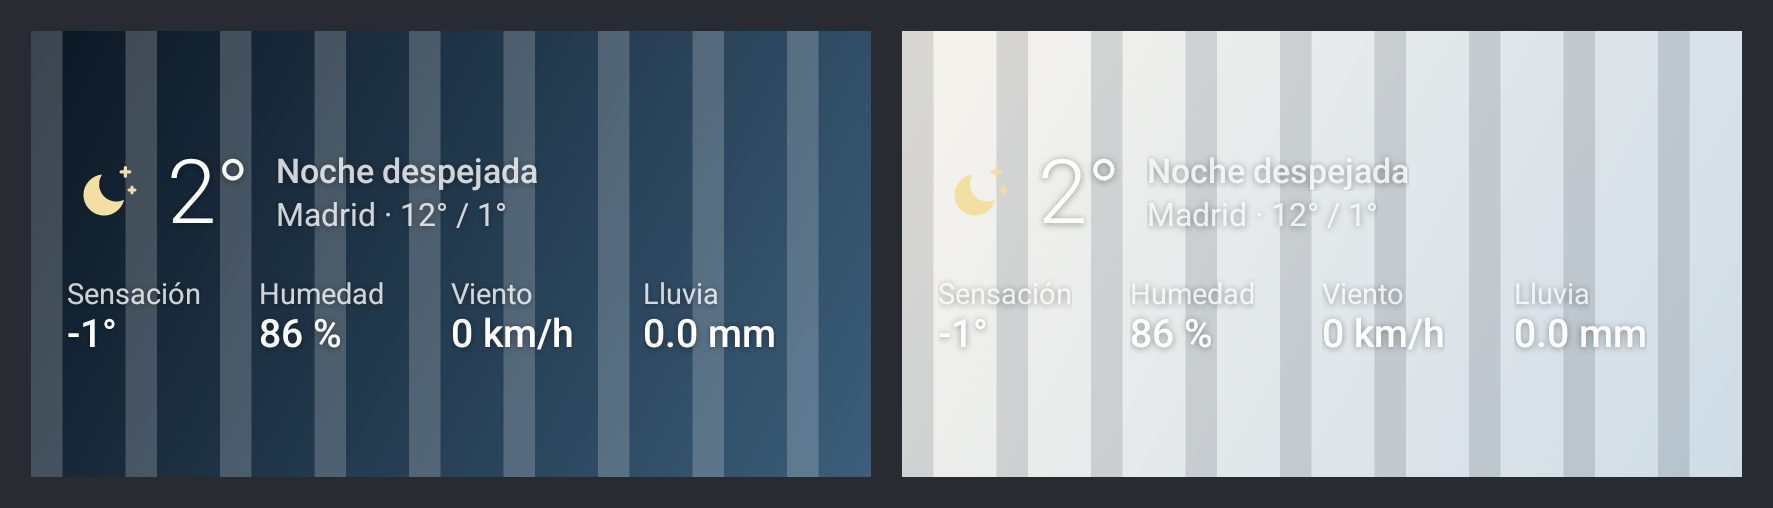 2°
Noche despejada
Madrid · 12° / 1°
Sensación Humedad Viento Lluvia
-1° 86 % 0 km/h 0.0 mm
2°
Noche despejada
Madrid · 12° / 1°
Sensación Humedad Viento Lluvia
-1° 86 % 0 km/h 0.0 mm